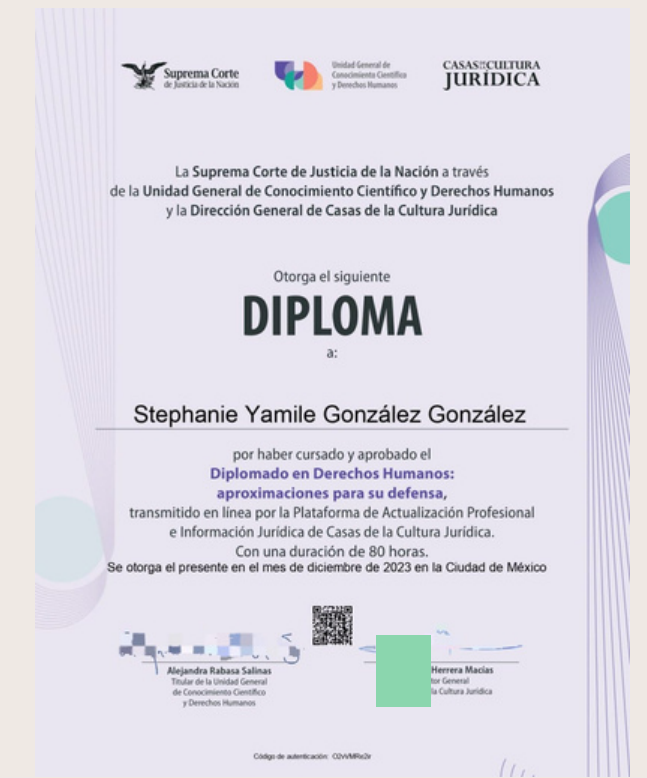 Suprema Corte
de Justicia de la Nación
Unidad General de
Conocimiento Científico
y Derechos Humanos
CASAS DE LA CULTURA
JURÍDICA
La Suprema Corte de Justicia de la Nación a través
de la Unidad General de Conocimiento Científico y Derechos Humanos
y la Dirección General de Casas de la Cultura Jurídica
Otorga el siguiente
DIPLOMA
a:
Stephanie Yamile González González
por haber cursado y aprobado el
Diplomado en Derechos Humanos:
aproximaciones para su defensa,
transmitido en línea por la Plataforma de Actualización Profesional
e Información Jurídica de Casas de la Cultura Jurídica.
Con una duración de 80 horas.
Se otorga el presente en el mes de diciembre de 2023 en la Ciudad de México
Alejandra Rabasa Salinas
Titular de la Unidad General
de Conocimiento Científico
y Derechos Humanos
Herrera Macias
General
la Cultura Jurídica
Código de autenticación: